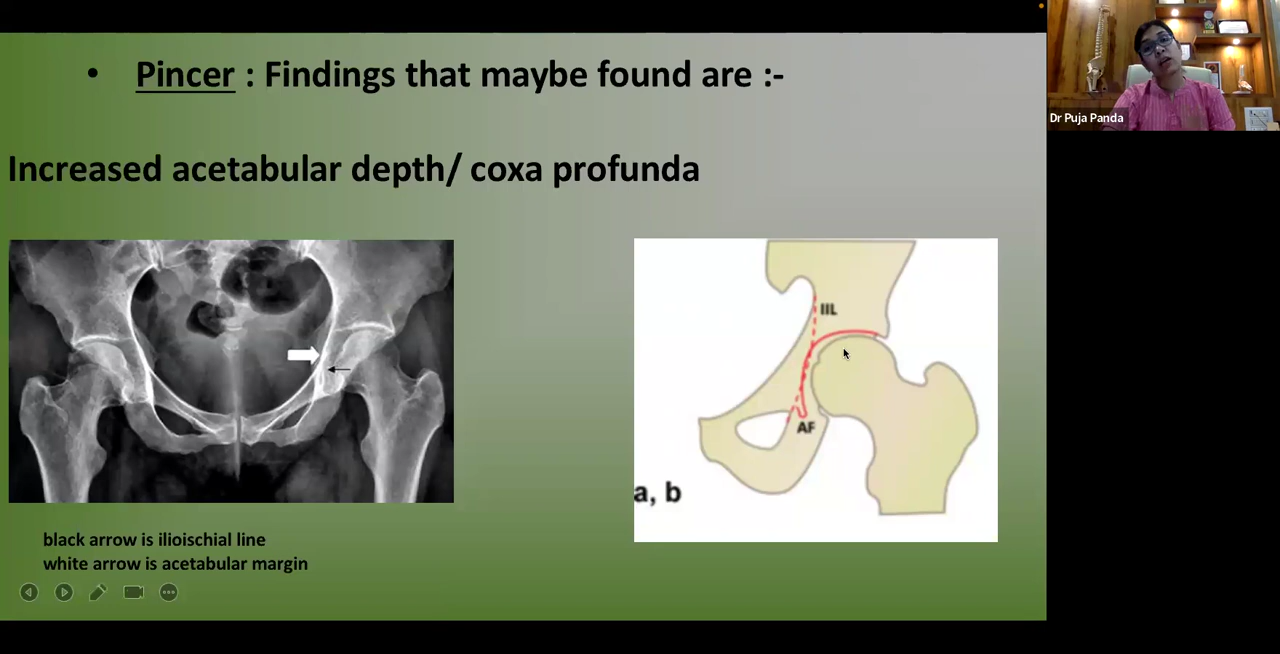 • Pincer : Findings that maybe found are :-
Dr Puja Panda
Increased acetabular depth/ coxa profunda
IIL
AF
a, b
black arrow is ilioischial line
white arrow is acetabular margin